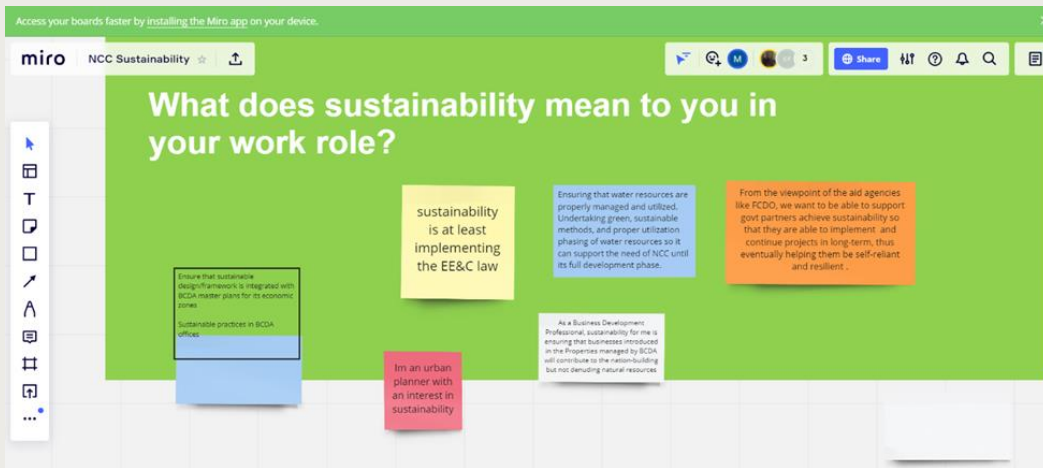 Access your boards faster by installing the Miro app on your device.
miro NCC Sustainability
M
3
Share
What does sustainability mean to you in
your work role?
sustainability
is at least
implementing
the EE&C law
Ensuring that water resources are
properly managed and utilized.
Undertaking green, sustainable
methods, and proper utilization
phasing of water resources so it
can support the need of NCC until
its full development phase.
From the viewpoint of the aid agencies
like FCDO, we want to be able to support
govt partners achieve sustainability so
that they are able to implement and
continue projects in long-term, thus
eventually helping them be self-reliant
and resilient .
Ensure that sustainable
design/framework is integrated with
BCDA master plans for its economic
zones
Sustainable practices in BCDA
offices
As a Business Development
Professional, sustainability for me is
ensuring that businesses introduced
in the Properties managed by BCDA
will contribute to the nation-building
but not denuding natural resources
Im an urban
planner with
an interest in
sustainability